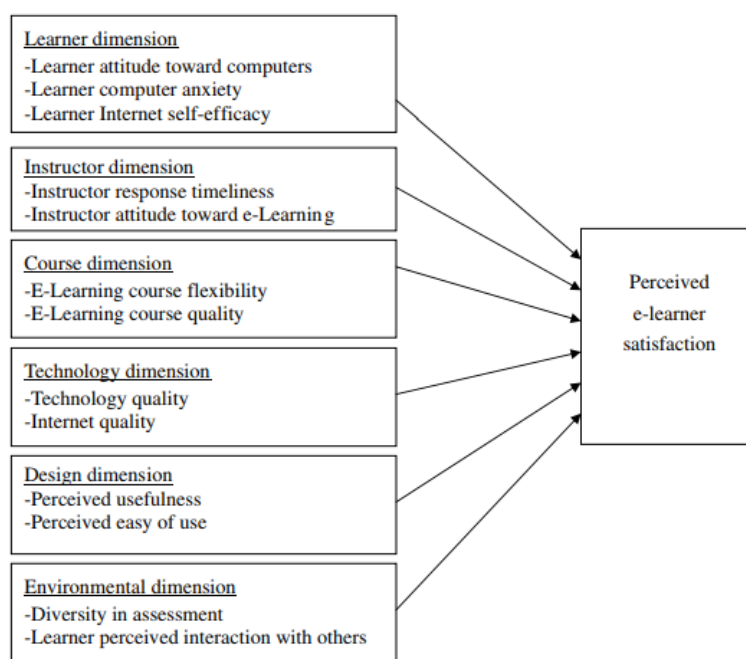 Learner dimension
-Learner attitude toward computers
-Learner computer anxiety
-Learner Internet self-efficacy
Instructor dimension
-Instructor response timeliness
-Instructor attitude toward e-Learning
Course dimension
-E-Learning course flexibility
-E-Learning course quality
Technology dimension
-Technology quality
-Internet quality
Design dimension
-Perceived usefulness
-Perceived easy of use
Environmental dimension
-Diversity in assessment
-Learner perceived interaction with others
Perceived
e-learner
satisfaction